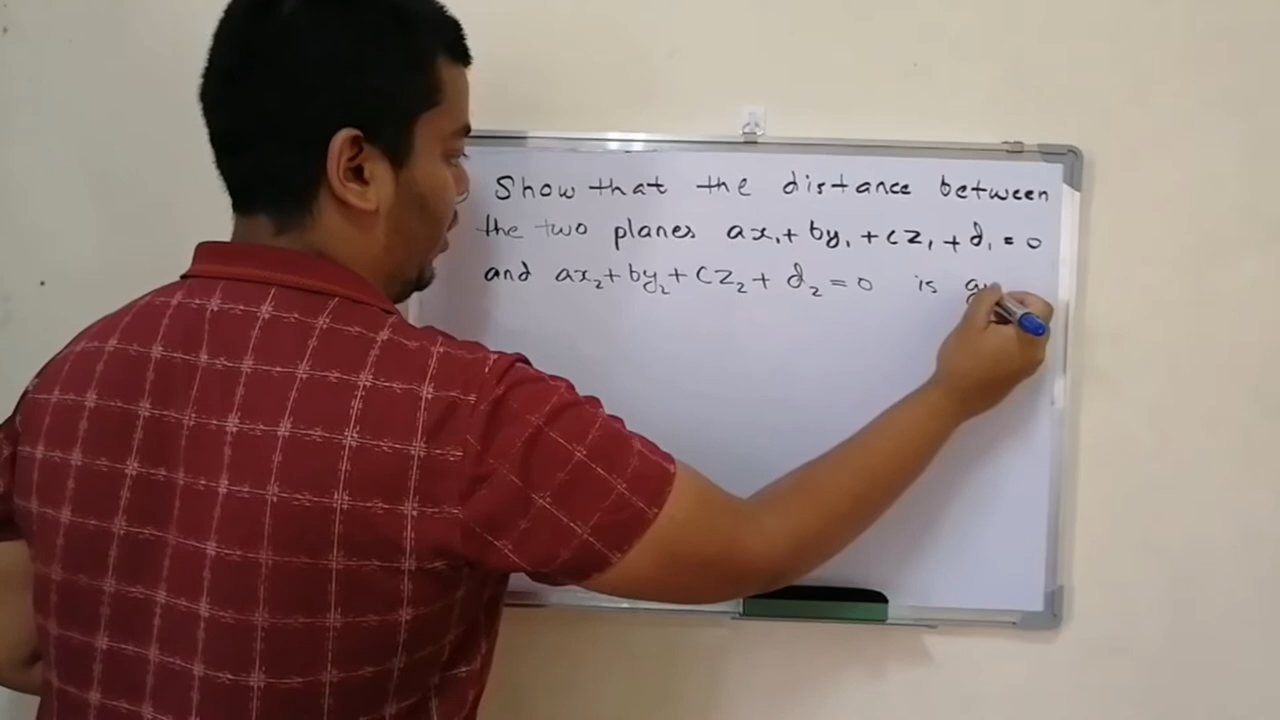 Show that the distance between
the two planes ax₁ + by₁ + cz₁ + d₁ = 0
and ax₂ + by₂ + cz₂ + d₂ = 0 is